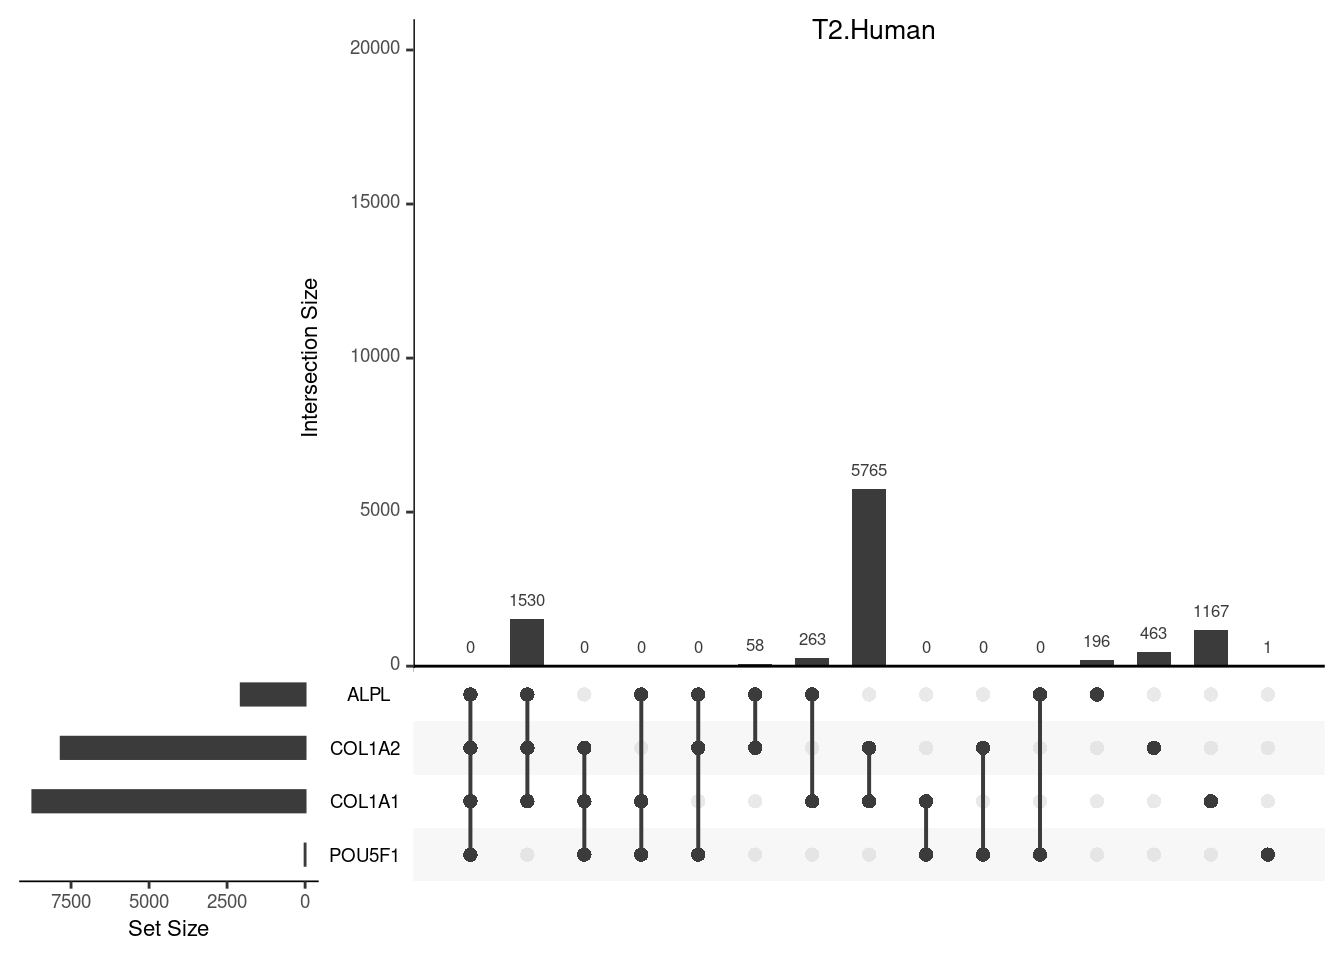 T2.Human
20000
15000
10000
5000
0
Intersection Size
0 1530 0 0 0 58 263 5765 0 0 0 196 463 1167 1
ALPL
COL1A2
COL1A1
POU5F1
7500 5000 2500 0
Set Size